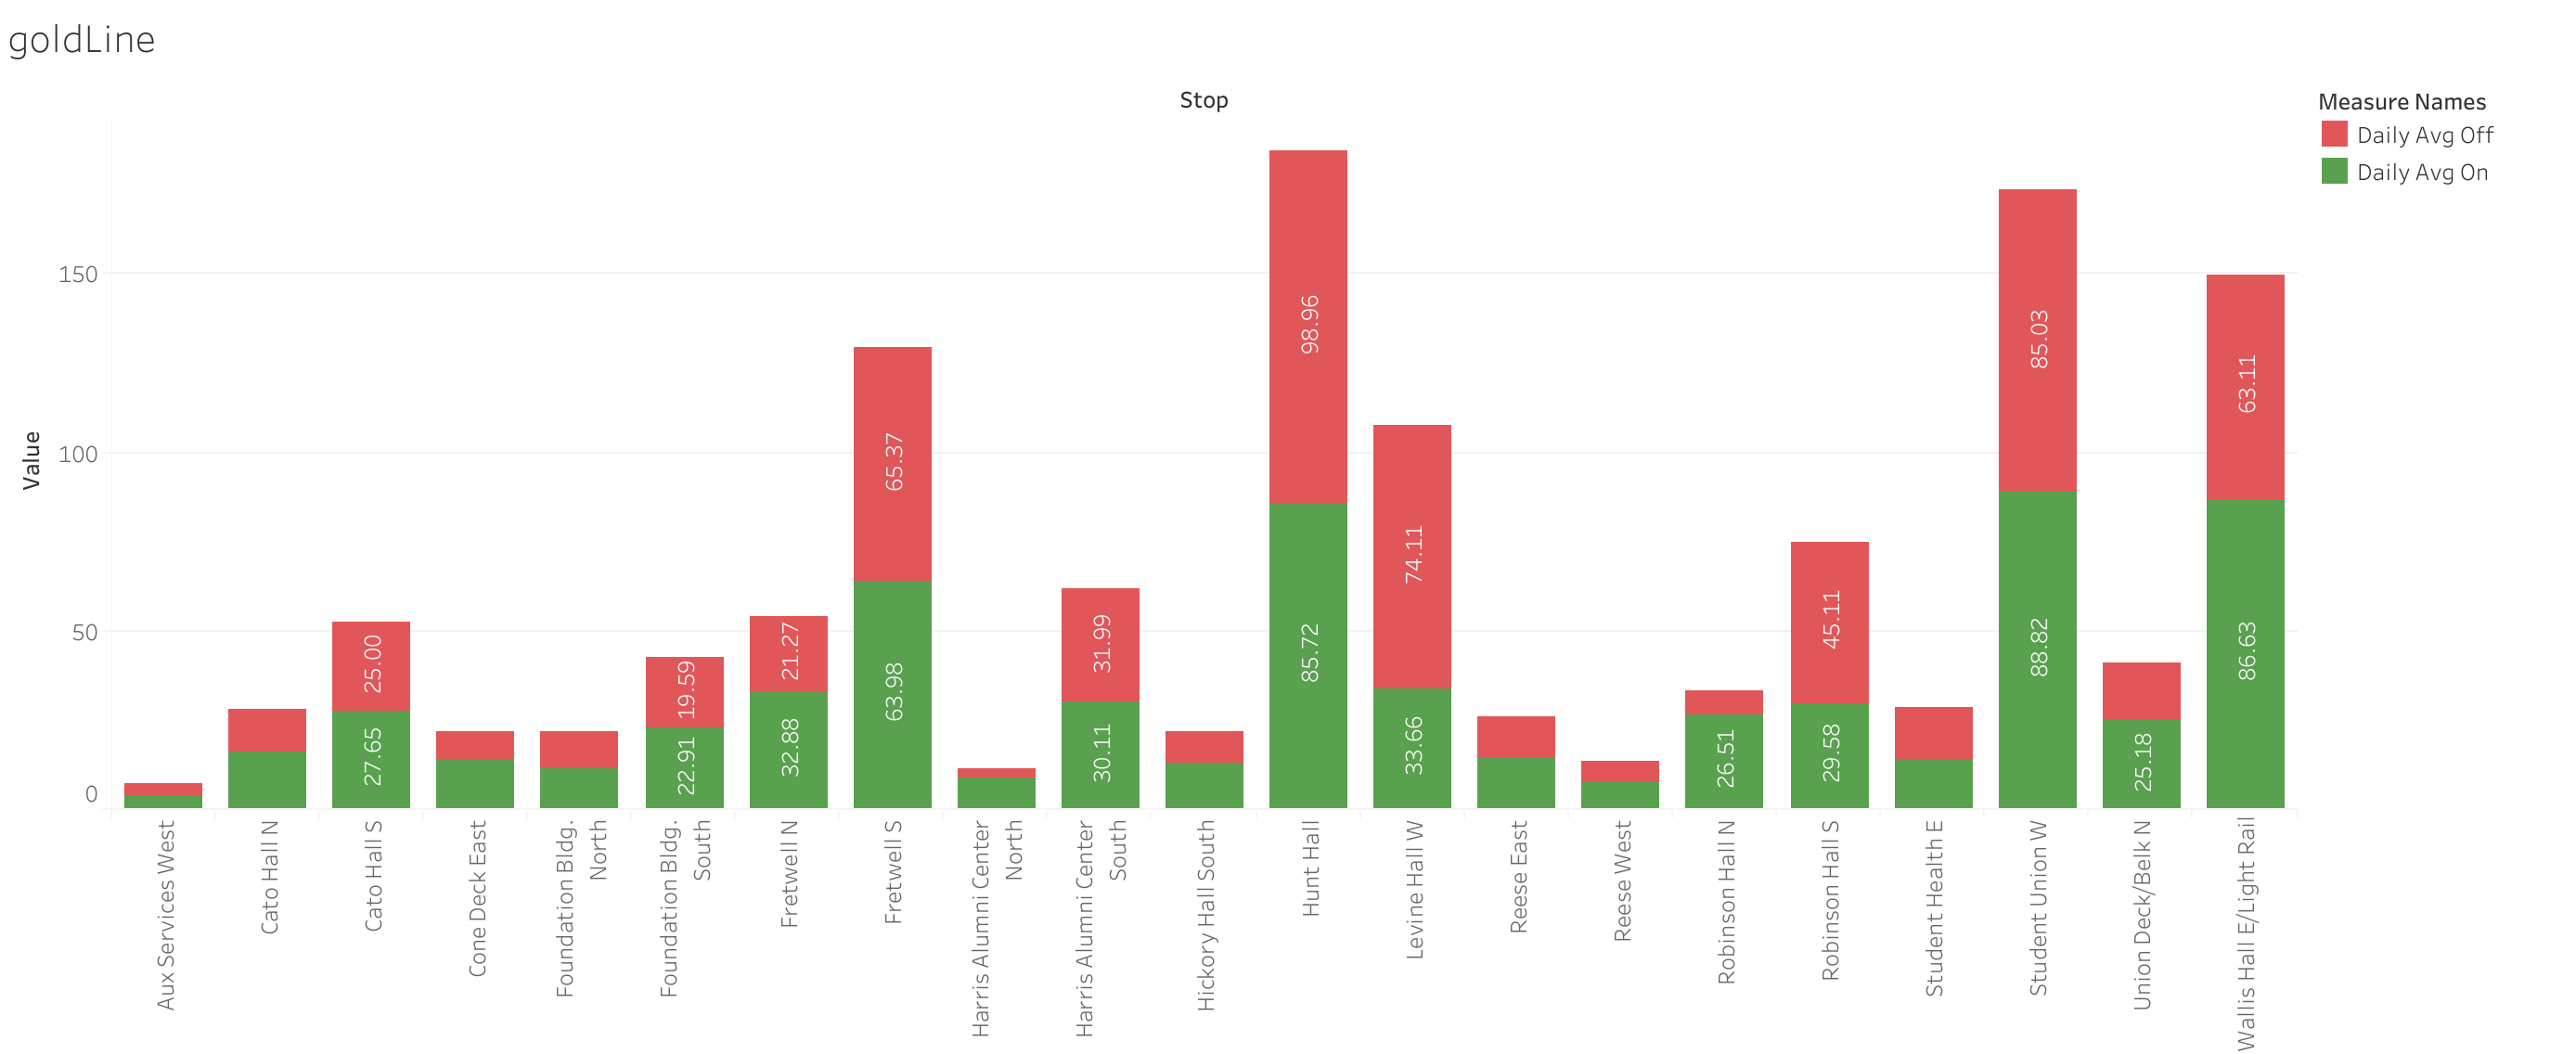 goldLine
Stop
Measure Names
Daily Avg Off
Daily Avg On
Value
150
100
50
0
25.00
27.65
19.59
22.91
21.27
32.88
65.37
63.98
31.99
30.11
98.96
85.72
74.11
33.66
26.51
45.11
29.58
85.03
88.82
25.18
63.11
86.63
Aux Services West
Cato Hall N
Cato Hall S
Cone Deck East
Foundation Bldg.
North
Foundation Bldg.
South
Fretwell N
Fretwell S
Harris Alumni Center
North
Harris Alumni Center
South
Hickory Hall South
Hunt Hall
Levine Hall W
Reese East
Reese West
Robinson Hall N
Robinson Hall S
Student Health E
Student Union W
Union Deck/Belk N
Wallis Hall E/Light Rail